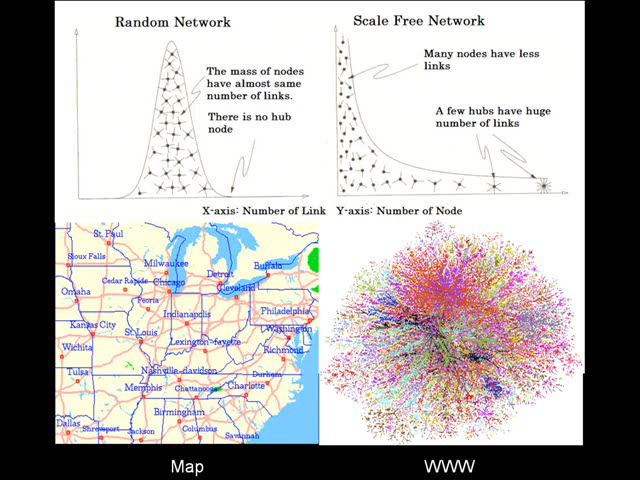 Random Network
Scale Free Network
The mass of nodes
have almost same
number of links.
There is no hub
node
Many nodes have less
links
A few hubs have huge
number of links
X-axis: Number of Link
Y-axis: Number of Node
St. Paul
Sioux Falls
Milwaukee
Detroit
Buffalo
Cedar Rapids
Chicago
Cleveland
Omaha
Peoria
Indianapolis
Philadelphia
Kansas City
St. Louis
Washington
Wichita
Lexington-fayette
Richmond
Tulsa
Nashville-davidson
Durham
Memphis
Chattanooga
Charlotte
Birmingham
Dallas
Shreveport
Jackson
Columbus
Savannah
Map
WWW